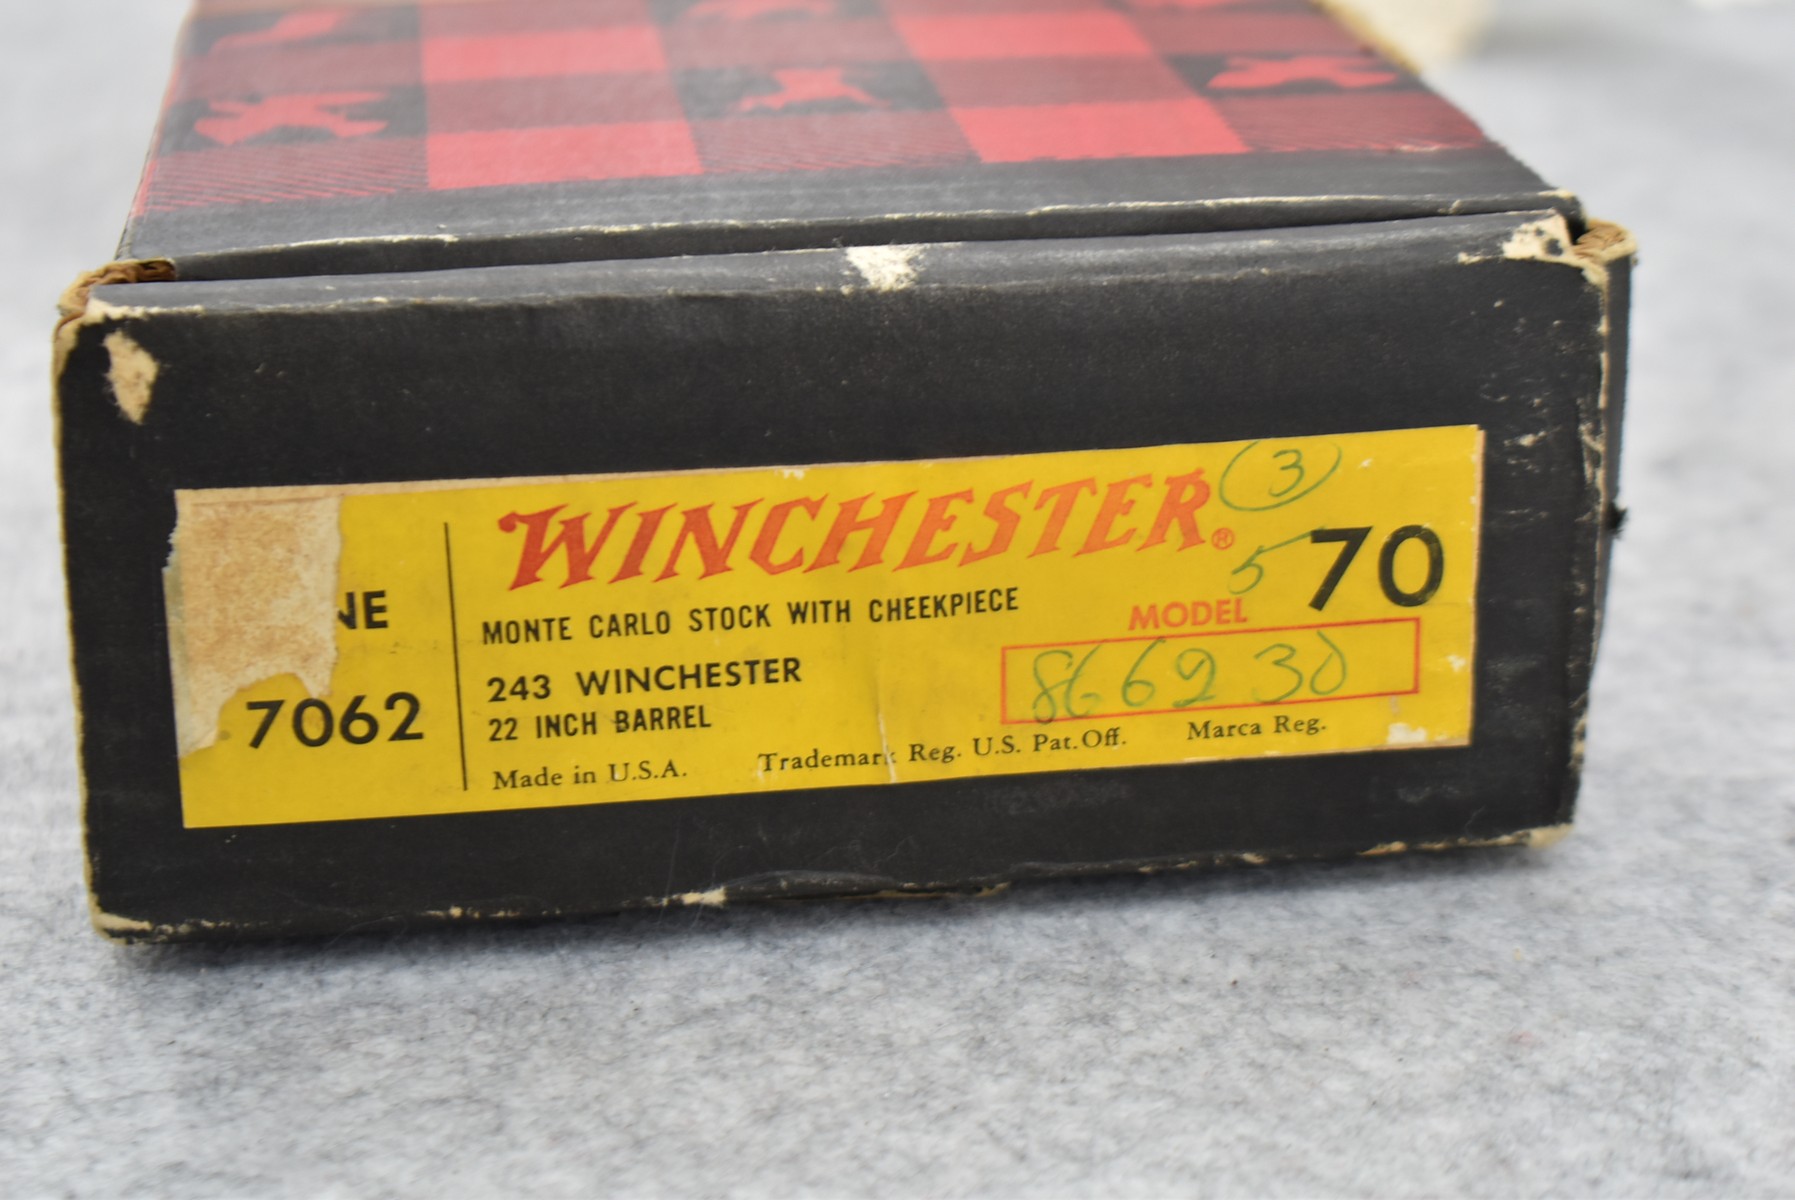 NE
7062
WINCHESTER®
③
5
MODEL 70
MONTE CARLO STOCK WITH CHEEKPIECE
243 WINCHESTER
22 INCH BARREL
8666230
Made in U.S.A. Trademark Reg. U.S. Pat. Off. Marca Reg.